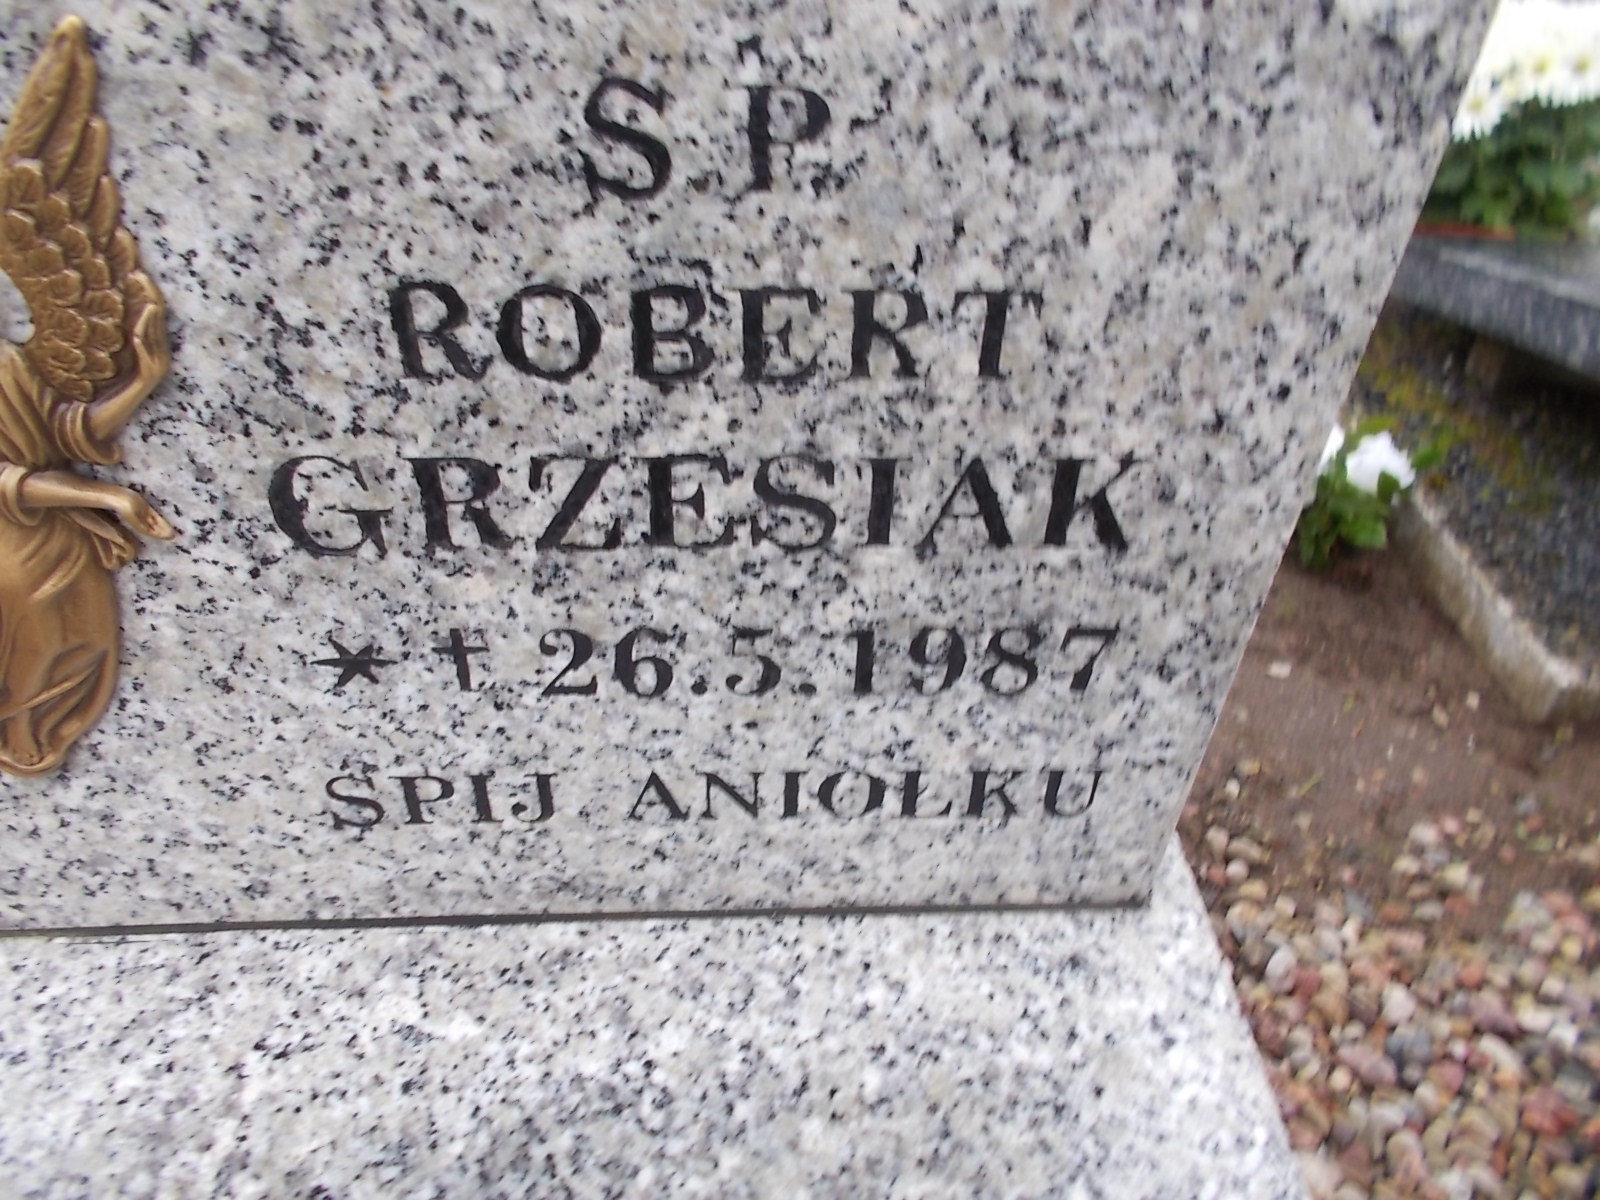 ŚP
ROBERT
GRZESIAK
* † 26.5.1987
ŚPIJ ANIOŁKU